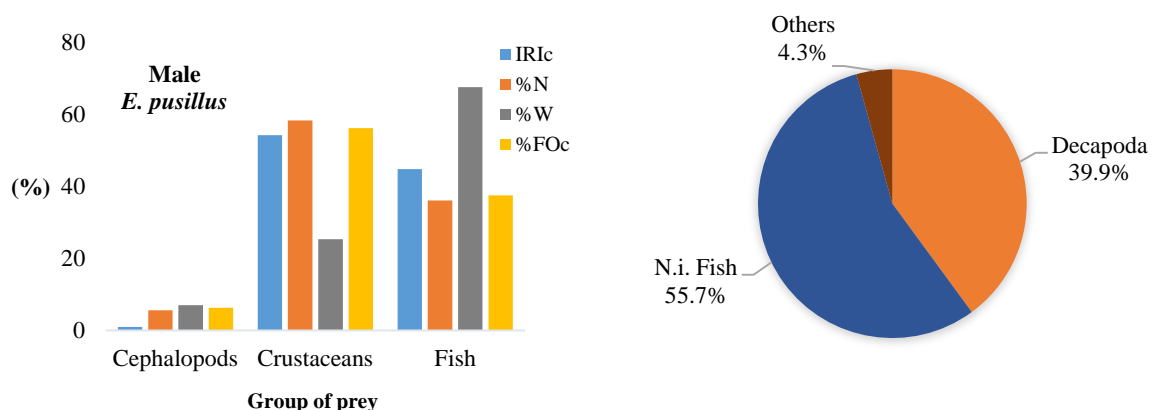 80
60
40
20
0
(%)
Male
E. pusillus
IRIc
%N
%W
%FOc
Cephalopods
Crustaceans
Fish
Group of prey
Others
4.3%
Decapoda
39.9%
N.i. Fish
55.7%